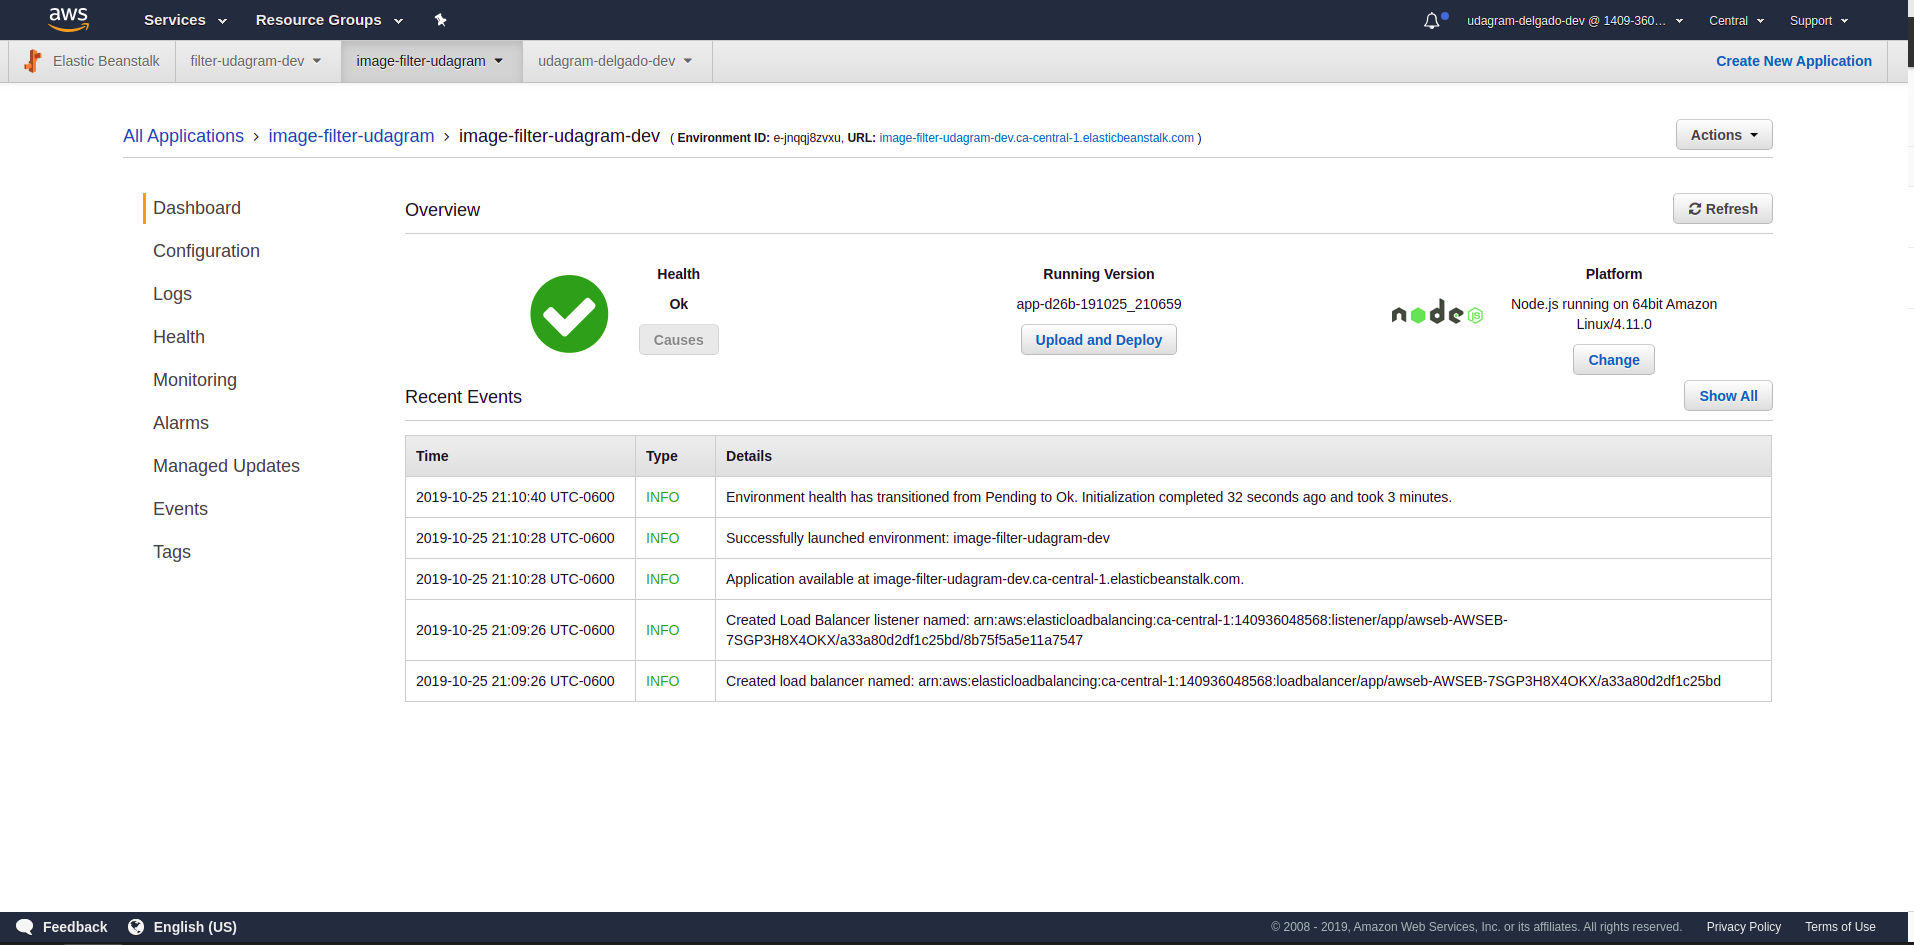 aws Services Resource Groups udagram-delgado-dev @ 1409-360... Central Support
Elastic Beanstalk filter-udagram-dev image-filter-udagram udagram-delgado-dev Create New Application
All Applications › image-filter-udagram › image-filter-udagram-dev ( Environment ID: e-jnqqj8zvxu, URL: image-filter-udagram-dev.ca-central-1.elasticbeanstalk.com ) Actions
Dashboard
Configuration
Logs
Health
Monitoring
Alarms
Managed Updates
Events
Tags
Overview Refresh
Health
Ok
Causes
Running Version
app-d26b-191025_210659
Upload and Deploy
node JS
Platform
Node.js running on 64bit Amazon
Linux/4.11.0
Change
Recent Events Show All
Time Type Details
2019-10-25 21:10:40 UTC-0600 INFO Environment health has transitioned from Pending to Ok. Initialization completed 32 seconds ago and took 3 minutes.
2019-10-25 21:10:28 UTC-0600 INFO Successfully launched environment: image-filter-udagram-dev
2019-10-25 21:10:28 UTC-0600 INFO Application available at image-filter-udagram-dev.ca-central-1.elasticbeanstalk.com.
2019-10-25 21:09:26 UTC-0600 INFO Created Load Balancer listener named: arn:aws:elasticloadbalancing:ca-central-1:140936048568:listener/app/awseb-AWSEB-
7SGP3H8X4OKX/a33a80d2df1c25bd/8b75f5a5e11a7547
2019-10-25 21:09:26 UTC-0600 INFO Created load balancer named: arn:aws:elasticloadbalancing:ca-central-1:140936048568:loadbalancer/app/awseb-AWSEB-7SGP3H8X4OKX/a33a80d2df1c25bd
Feedback English (US) © 2008 - 2019, Amazon Web Services, Inc. or its affiliates. All rights reserved. Privacy Policy Terms of Use